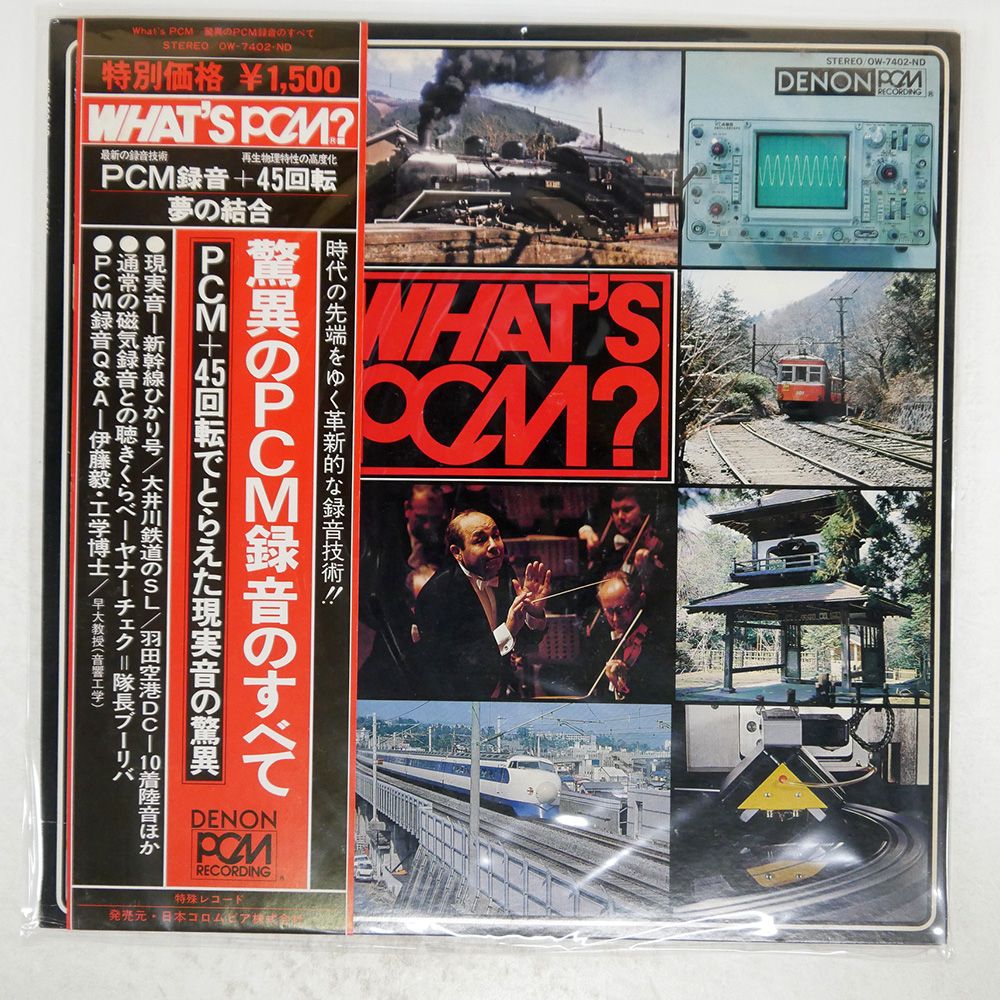 What's PCM 驚異のPCM録音のすべて
STEREO/OW-7402-ND
特別価格 ¥1,500
WHAT'S PCM?
最新の録音技術 再生物理特性の高度化
PCM録音＋45回転
夢の結合
時代の先端をゆく革新的な録音技術!!
驚異のPCM録音のすべて
PCM＋45回転でとらえた現実音の驚異
●現実音ー新幹線ひかり号/大井川鉄道のSL/羽田空港DCー10着陸音ほか
●通常の磁気録音との聴きくらべーヤナーチェク＝隊長ブーリバ
●PCM録音Q&Aー伊藤毅・工学博士/早大教授(音響工学)
DENON
PCM
RECORDING
特殊レコード
発売元・日本コロムビア株式会社
STEREO/OW-7402-ND
DENON PCM
RECORDING
WHAT'S
PCM?